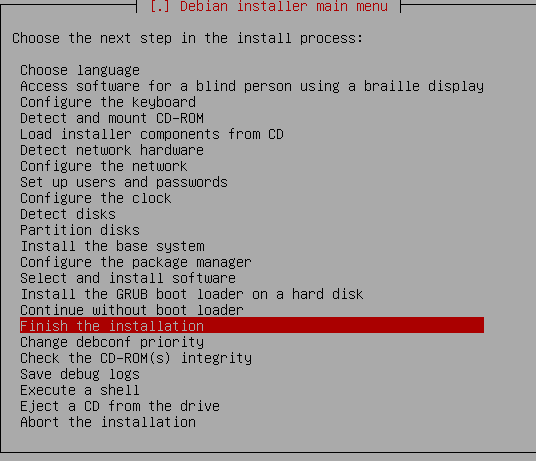 [.] Debian installer main menu
Choose the next step in the install process:
Choose language
Access software for a blind person using a braille display
Configure the keyboard
Detect and mount CD-ROM
Load installer components from CD
Detect network hardware
Configure the network
Set up users and passwords
Configure the clock
Detect disks
Partition disks
Install the base system
Configure the package manager
Select and install software
Install the GRUB boot loader on a hard disk
Continue without boot loader
Finish the installation
Change debconf priority
Check the CD-ROM(s) integrity
Save debug logs
Execute a shell
Eject a CD from the drive
Abort the installation